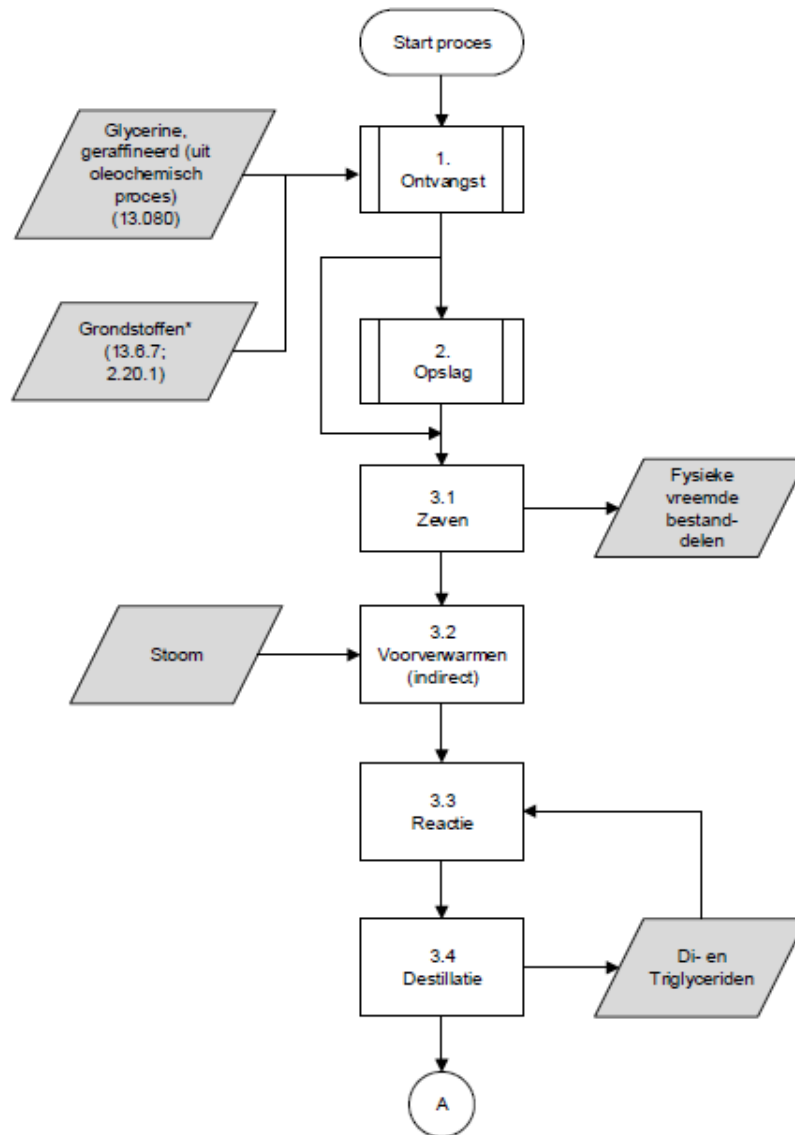 Start proces
Glycerine,
geraffineerd (uit
oleochemisch
proces)
(13.080)
1.
Ontvangst
Grondstoffen*
(13.6.7;
2.20.1)
2.
Opslag
3.1
Zeven
Fysieke
vreemde
bestand-
delen
Stoom
3.2
Voorverwarmen
(indirect)
3.3
Reactie
3.4
Destillatie
Di- en
Triglyceriden
A